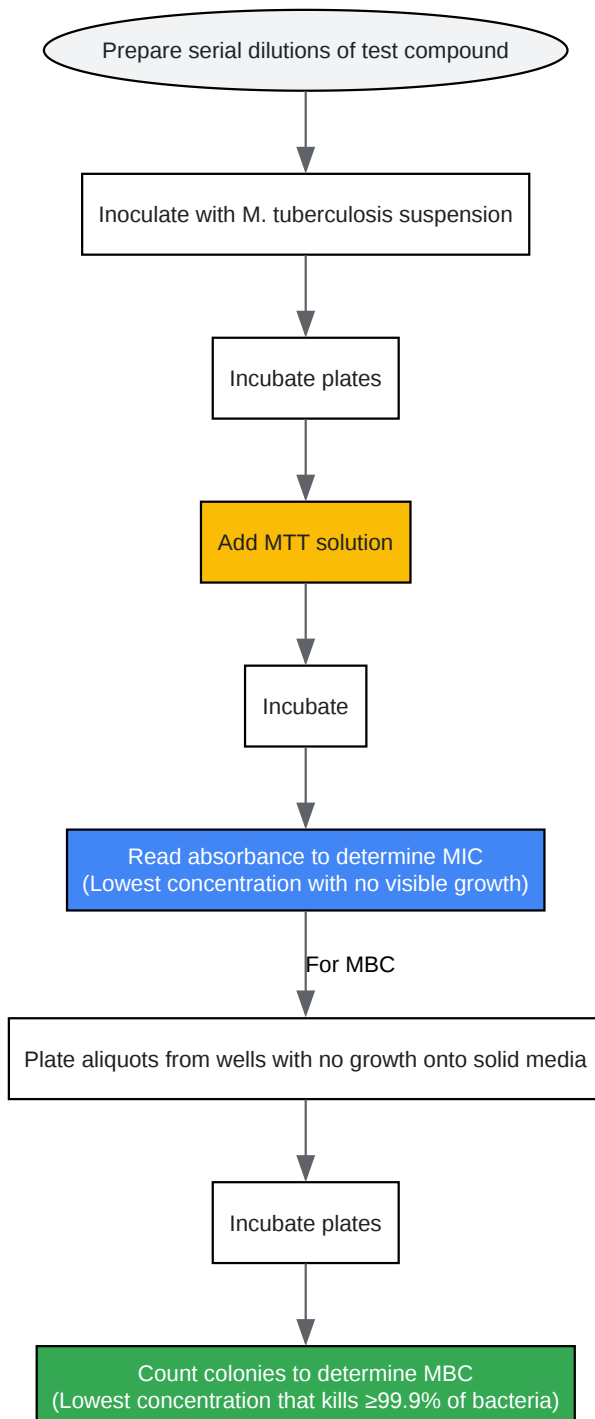 Prepare serial dilutions of test compound
Inoculate with M. tuberculosis suspension
Incubate plates
Add MTT solution
Incubate
Read absorbance to determine MIC
(Lowest concentration with no visible growth)
For MBC
Plate aliquots from wells with no growth onto solid media
Incubate plates
Count colonies to determine MBC
(Lowest concentration that kills ≥99.9% of bacteria)